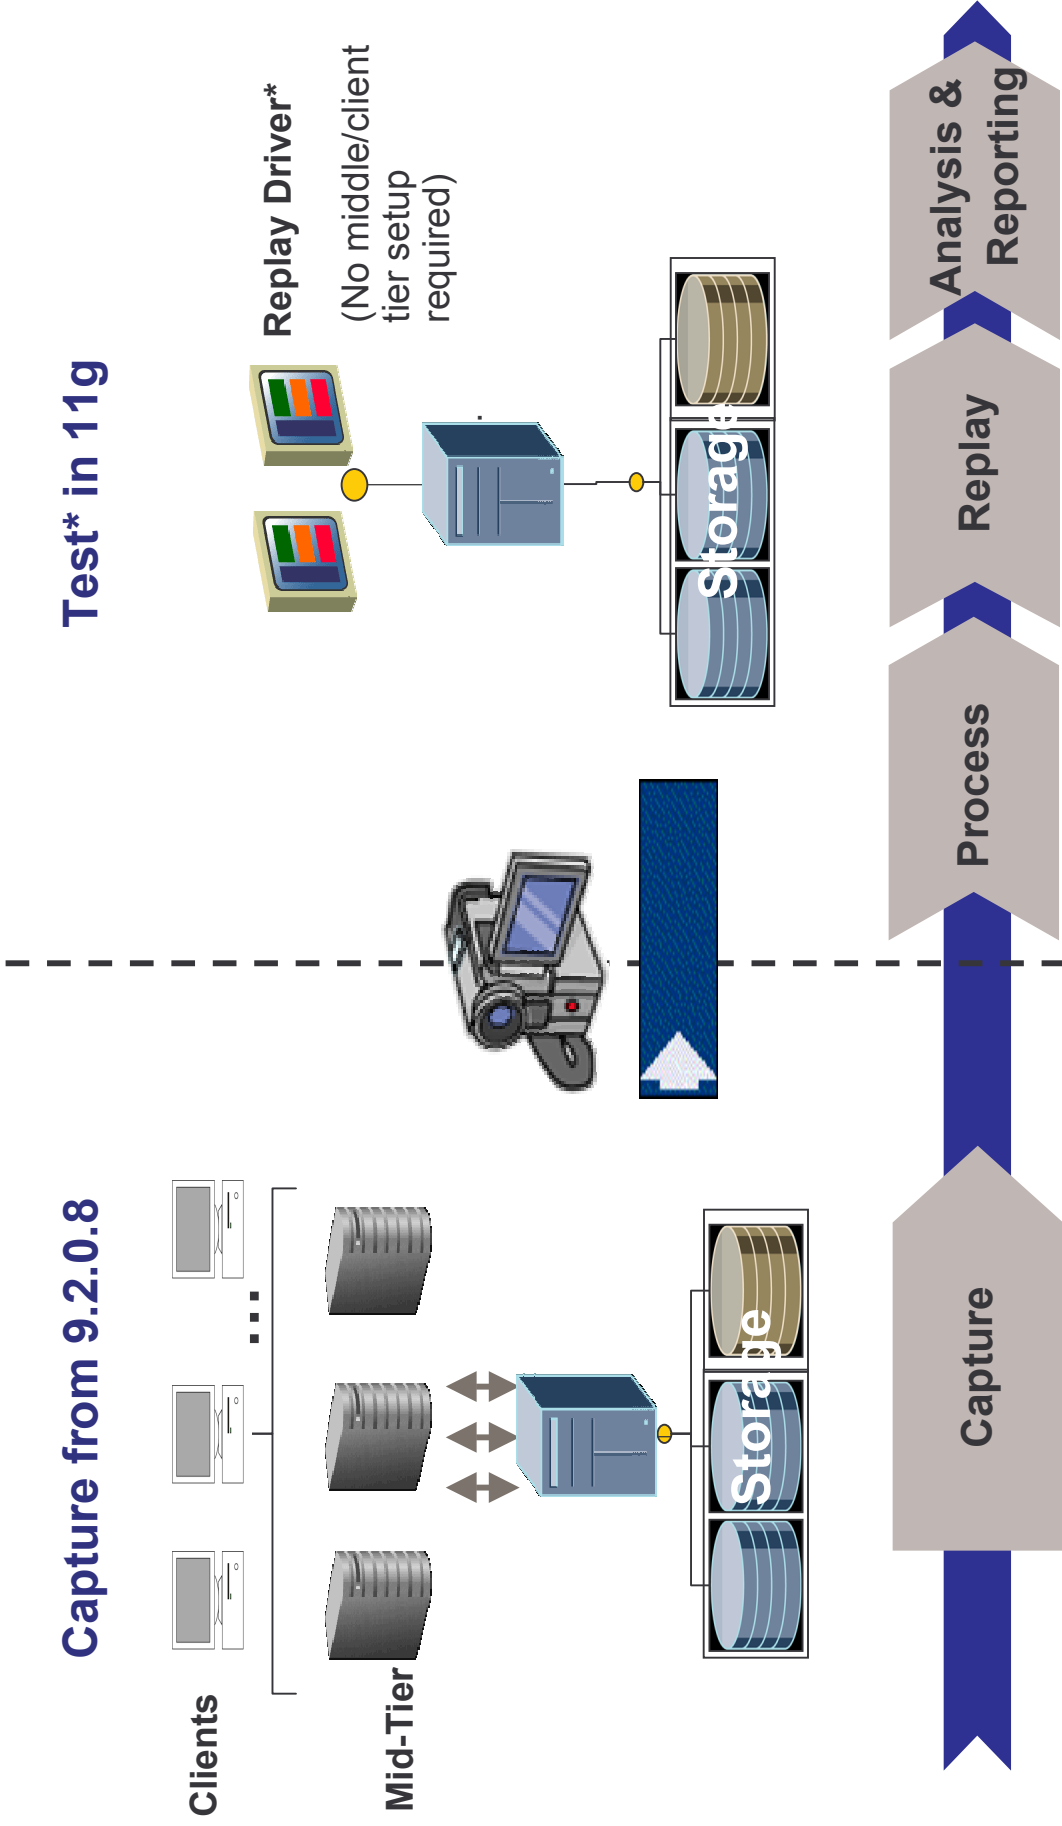 Capture from 9.2.0.8
Test* in 11g
Clients
...
Mid-Tier
Storage
Replay Driver*
(No middle/client
tier setup
required)
Storage
Capture
Process
Replay
Analysis &
Reporting